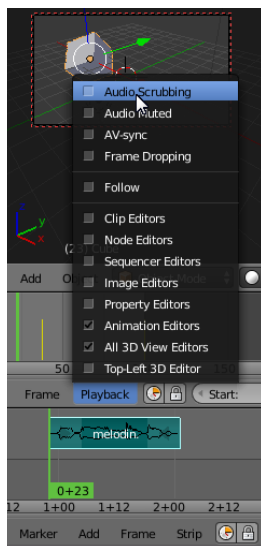 Audio Scrubbing
Audio Muted
AV-sync
Frame Dropping
Follow
Clip Editors
y
x
Node Editors
(23)
Sequencer Editors
Add
Image Editors
Property Editors
Animation Editors
All 3D View Editors
50
150
Top-Left 3D Editor
Frame Playback Start:
melodin.
0+23
12 1+00 1+12 2+00 2+12
Marker Add Frame Strip